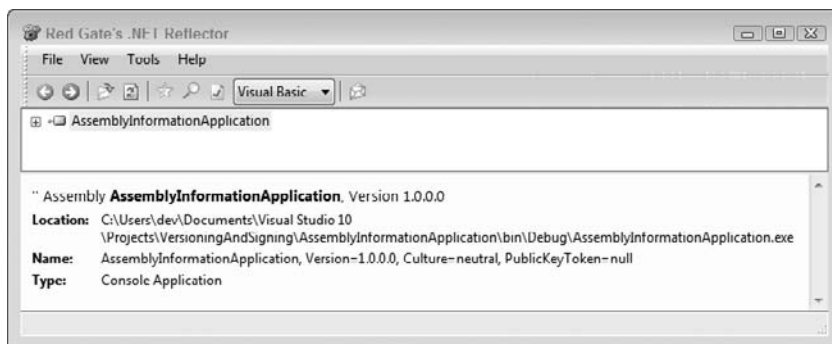 Red Gate's .NET Reflector
File View Tools Help
Visual Basic
AssemblyInformationApplication
'' Assembly AssemblyInformationApplication, Version 1.0.0.0
Location: C:\Users\dev\Documents\Visual Studio 10
\Projects\VersioningAndSigning\AssemblyInformationApplication\bin\Debug\AssemblyInformationApplication.exe
Name: AssemblyInformationApplication, Version=1.0.0.0, Culture=neutral, PublicKeyToken=null
Type: Console Application